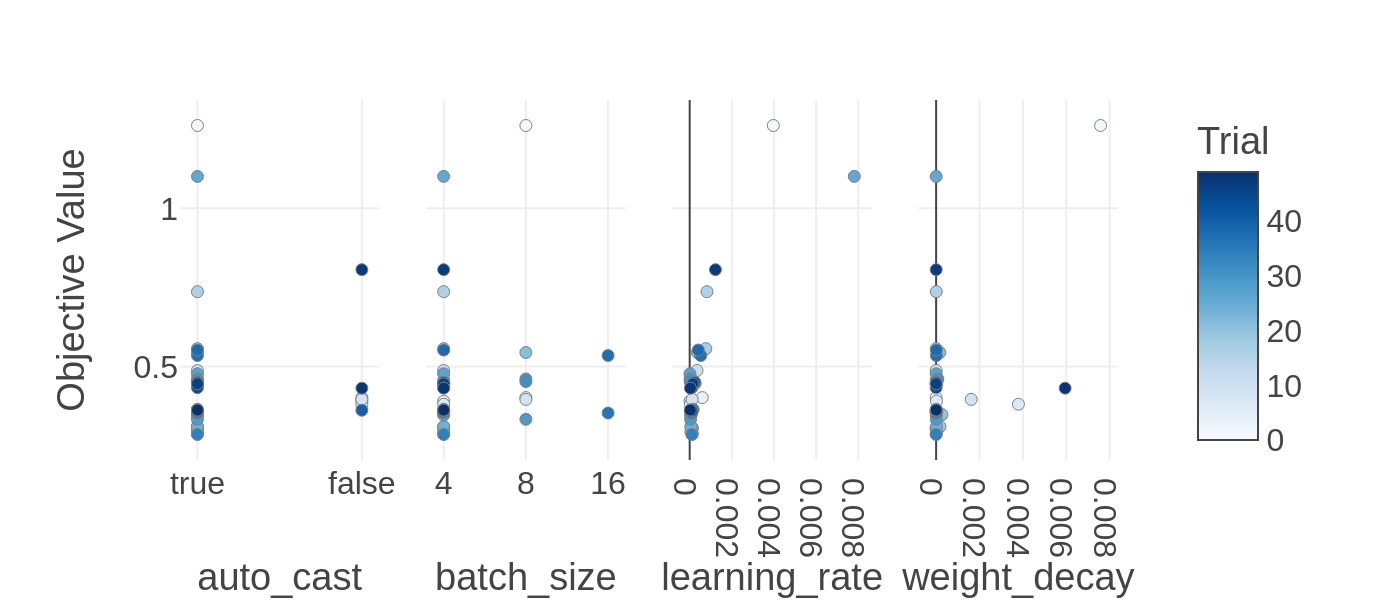 Objective Value
1
0.5
true
false
auto_cast
4
8
16
batch_size
0
0.002
0.004
0.006
0.008
learning_rate
0
0.002
0.004
0.006
0.008
weight_decay
Trial
40
30
20
10
0